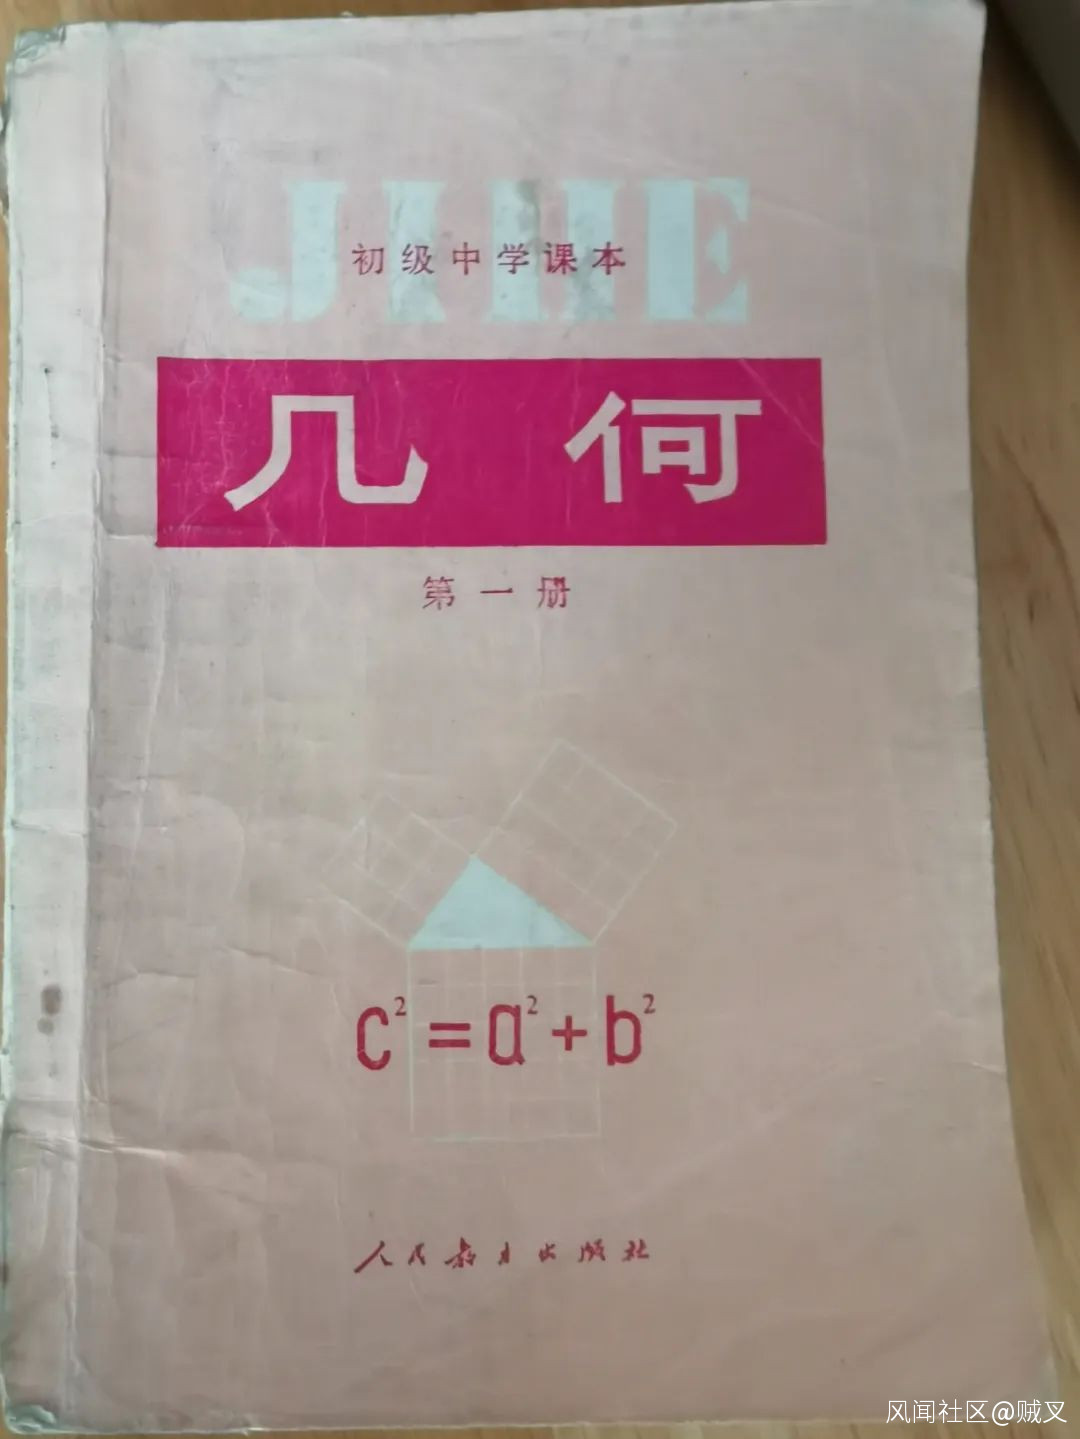 JIHE
初级中学课本
几何
第一册
c²=a²+b²
人民教育出版社
风闻社区@贼叉